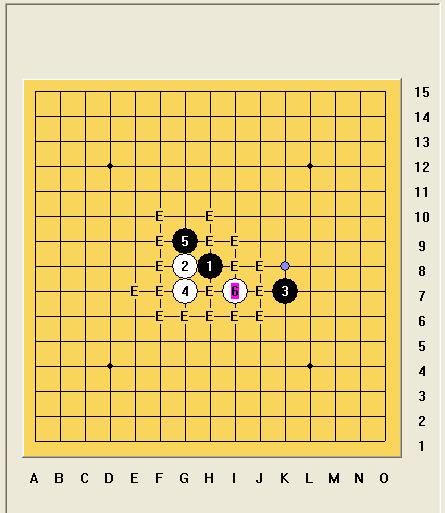 15
14
13
12
11
E E 10
E 5 E E 9
E 2 1 E E 8
E E 4 E 6 E 3 7
E E E E E 6
5
4
3
2
1
A B C D E F G H I J K L M N O